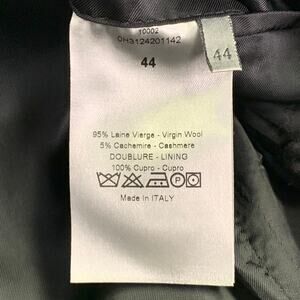 10002
0H3124201142
44
44
95% Laine Vierge - Virgin Wool
5% Cachemire - Cashmere
DOUBLURE - LINING
100% Cupro - Cupro
Made In ITALY